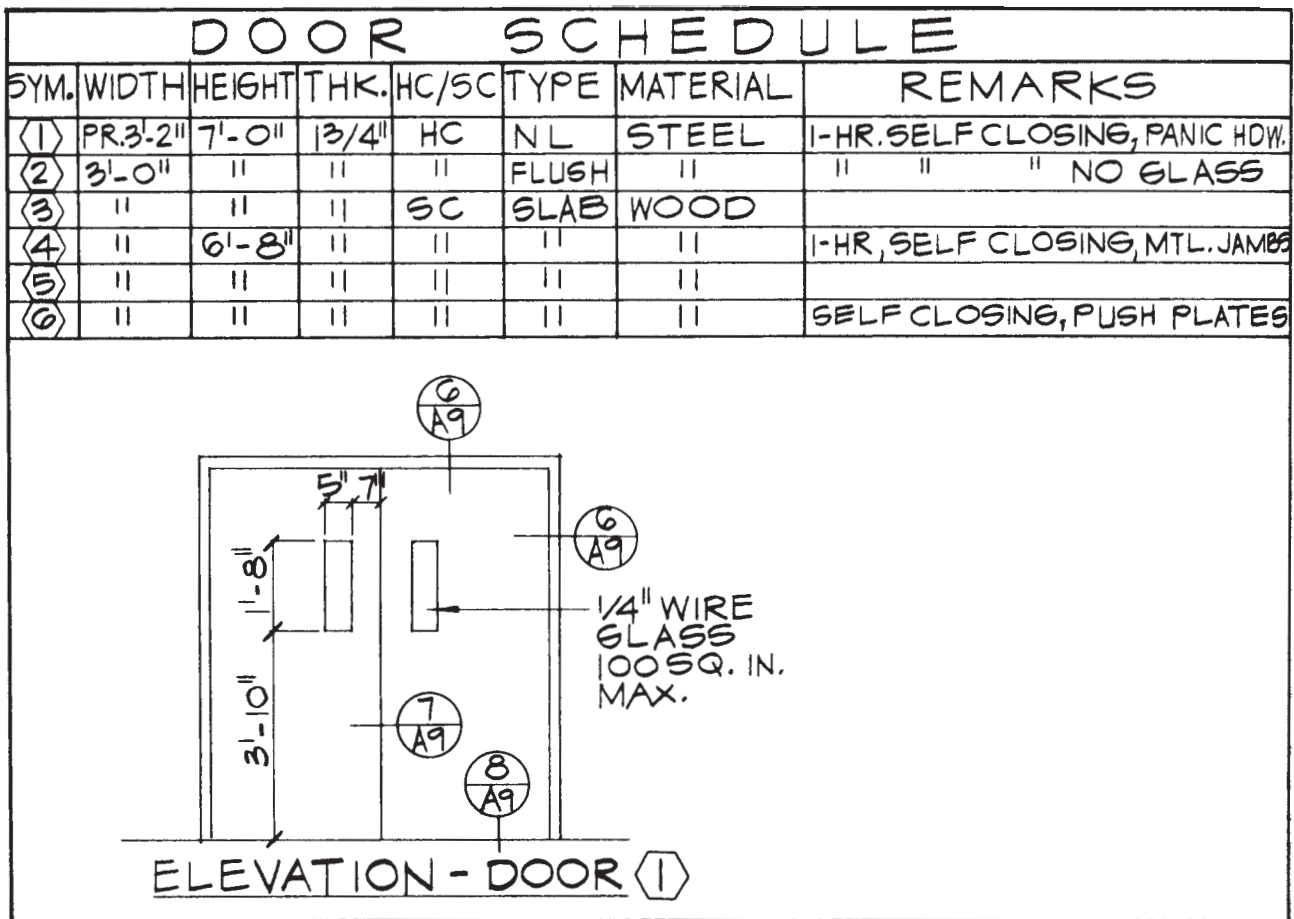 DOOR SCHEDULE
SYM. WIDTH HEIGHT THK. HC/SC TYPE MATERIAL REMARKS
1 PR.3'-2" 7'-0" 1 3/4" HC NL STEEL 1-HR. SELF CLOSING, PANIC HDW.
2 3'-0" " " " FLUSH " " " " NO GLASS
3 " " " SC SLAB WOOD
4 " 6'-8" " " " " 1-HR, SELF CLOSING, MTL. JAMBS
5 " " " " " "
6 " " " " " " SELF CLOSING, PUSH PLATES
6
A9
5" 7"
6
A9
1'-8"
1/4" WIRE
GLASS
100 SQ. IN.
MAX.
3'-10"
7
A9
8
A9
ELEVATION - DOOR 1